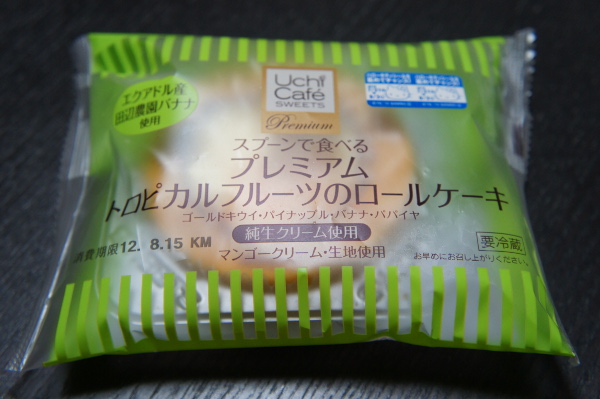 Uchi
Café
SWEETS
Premium
エクアドル産
田辺農園バナナ
使用
スプーンで食べる
プレミアム
トロピカルフルーツのロールケーキ
ゴールドキウイ・パイナップル・バナナ・パパイヤ
純生クリーム使用
消費期限12. 8.15 KM
マンゴークリーム・生地使用
要冷蔵
お早めにお召し上がりください。